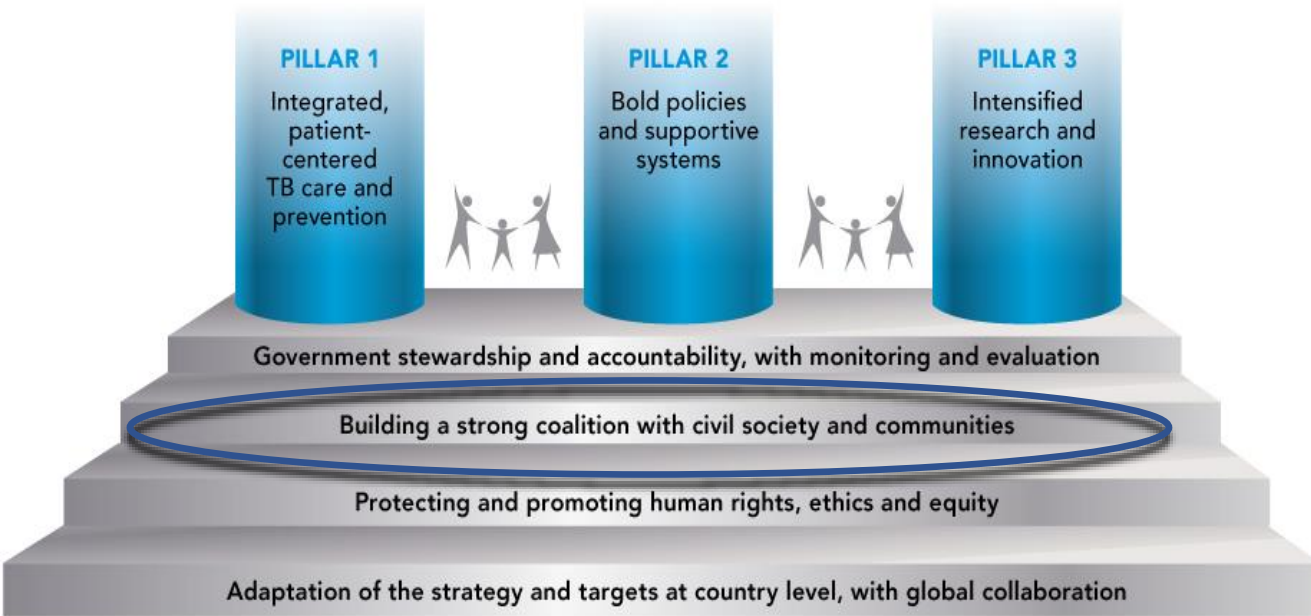 PILLAR 1
Integrated,
patient-
centered
TB care and
prevention
PILLAR 2
Bold policies
and supportive
systems
PILLAR 3
Intensified
research and
innovation
Government stewardship and accountability, with monitoring and evaluation
Building a strong coalition with civil society and communities
Protecting and promoting human rights, ethics and equity
Adaptation of the strategy and targets at country level, with global collaboration